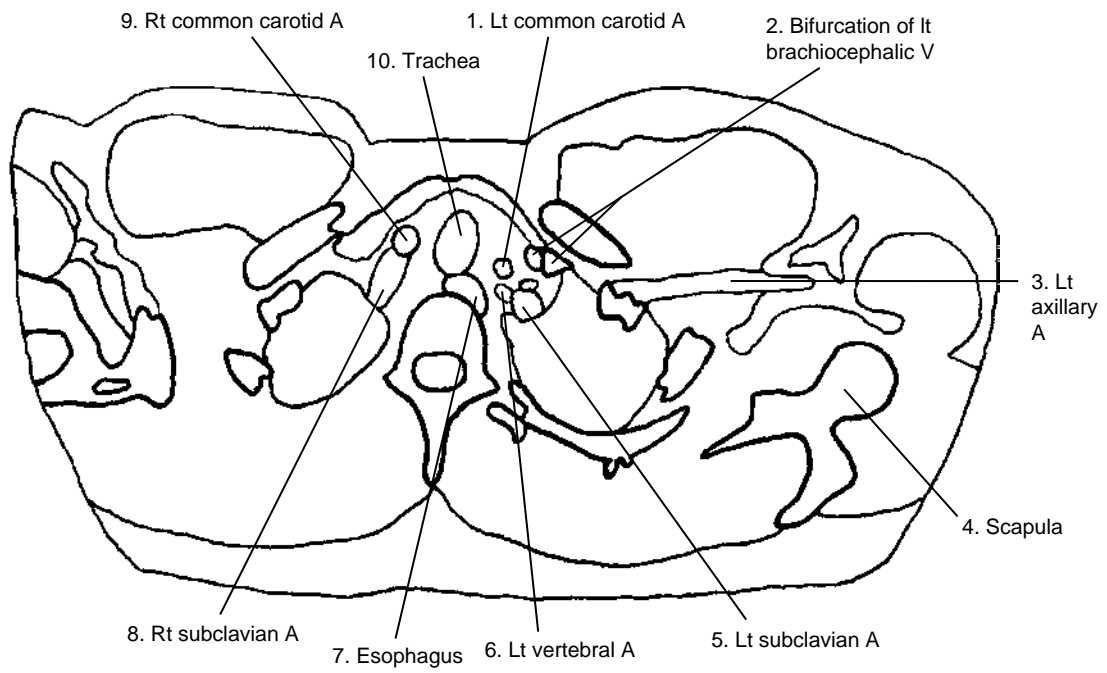 9. Rt common carotid A
1. Lt common carotid A
2. Bifurcation of lt
brachiocephalic V
10. Trachea
3. Lt
axillary
A
4. Scapula
8. Rt subclavian A
7. Esophagus
6. Lt vertebral A
5. Lt subclavian A